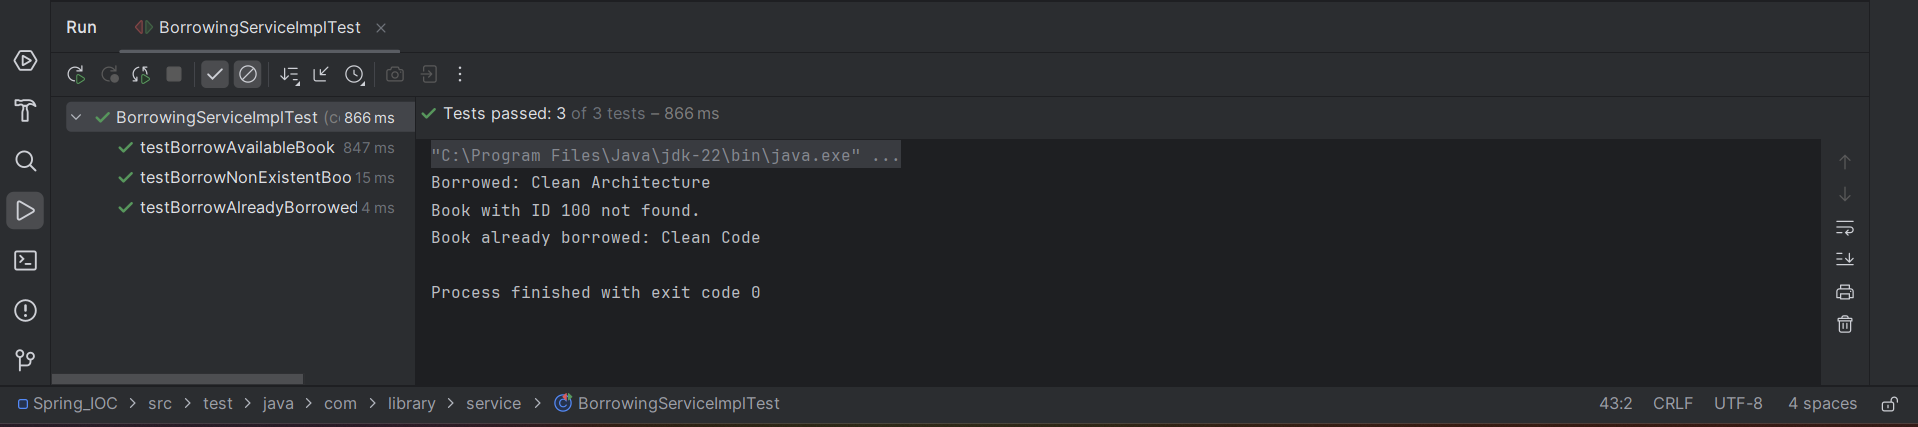 Run BorrowingServiceImplTest
BorrowingServiceImplTest 866 ms
testBorrowAvailableBook 847 ms
testBorrowNonExistentBoo 15 ms
testBorrowAlreadyBorrowed 4 ms
Tests passed: 3 of 3 tests – 866 ms
"C:\Program Files\Java\jdk-22\bin\java.exe" ...
Borrowed: Clean Architecture
Book with ID 100 not found.
Book already borrowed: Clean Code
Process finished with exit code 0
Spring_IOC > src > test > java > com > library > service > BorrowingServiceImplTest 43:2 CRLF UTF-8 4 spaces